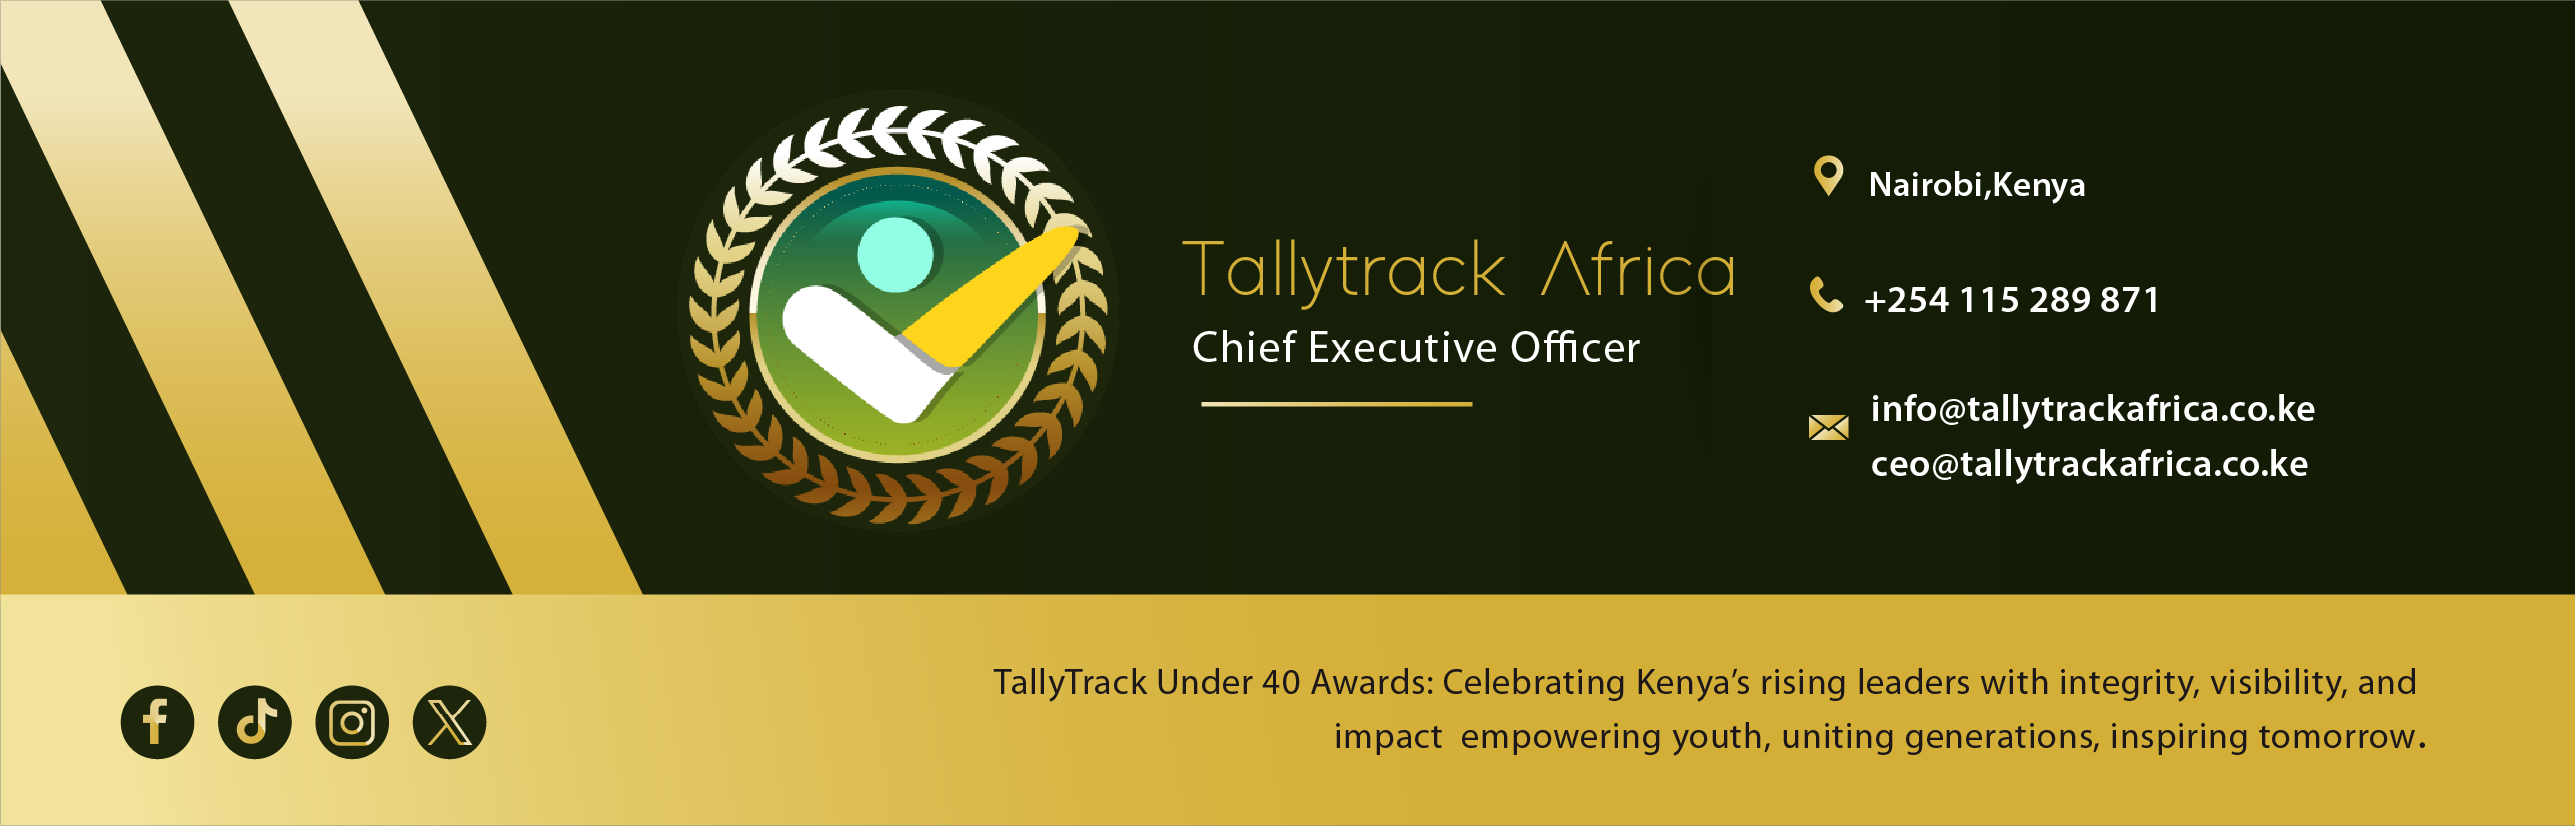 Tallytrack Africa
Chief Executive Officer
Nairobi,Kenya
+254 115 289 871
info@tallytrackafrica.co.ke
ceo@tallytrackafrica.co.ke
TallyTrack Under 40 Awards: Celebrating Kenya’s rising leaders with integrity, visibility, and
impact  empowering youth, uniting generations, inspiring tomorrow.